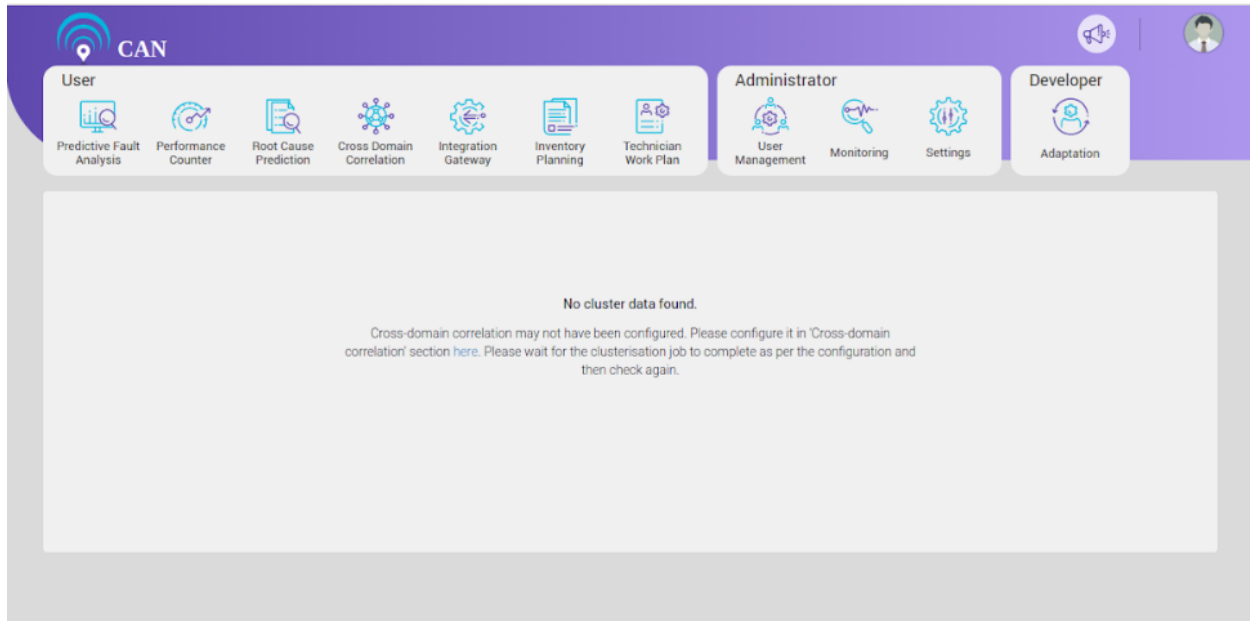 CAN
User
Predictive Fault
Analysis
Performance
Counter
Root Cause
Prediction
Cross Domain
Correlation
Integration
Gateway
Inventory
Planning
Technician
Work Plan
Administrator
User
Management
Monitoring
Settings
Developer
Adaptation
No cluster data found.
Cross-domain correlation may not have been configured. Please configure it in 'Cross-domain
correlation' section here. Please wait for the clusterisation job to complete as per the configuration and
then check again.